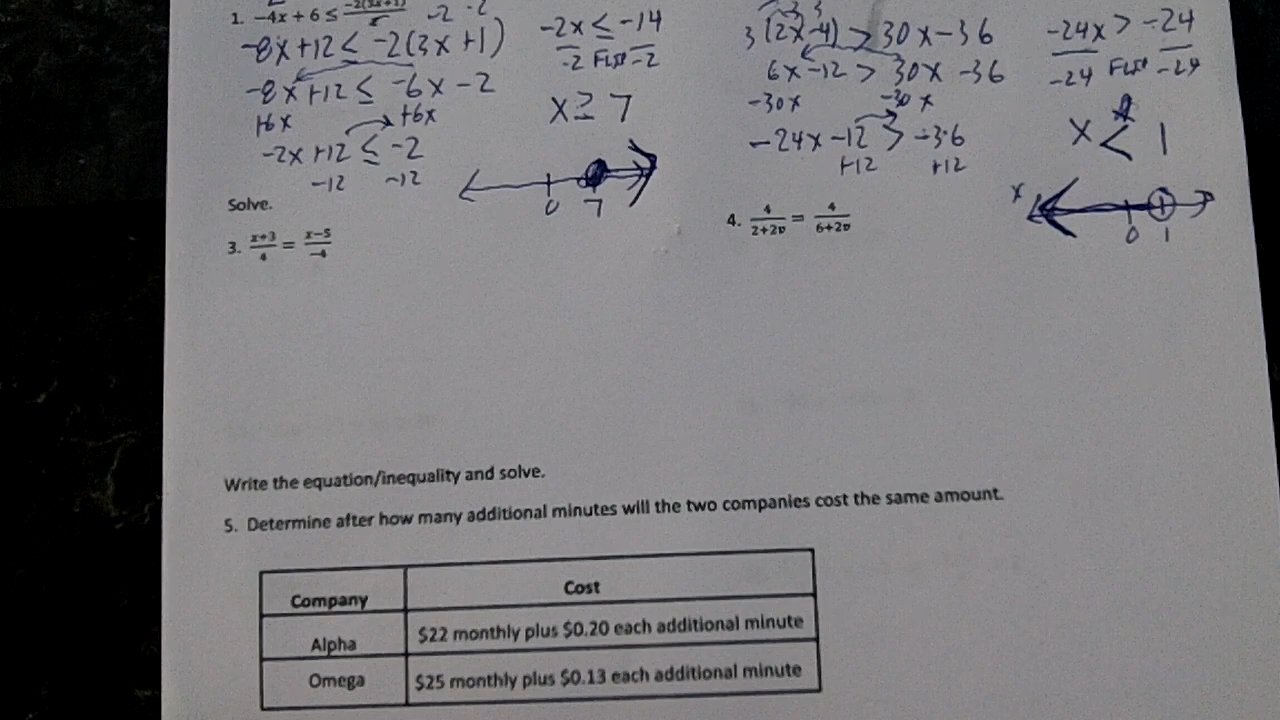 1. -4x + 6 ≤ -2(3x+1) -2 -2
-8x + 12 ≤ -2(3x + 1)
-8x + 12 ≤ -6x - 2
+6x +6x
-2x + 12 ≤ -2
-12 -12
-2x ≤ -14
-2 FLIP -2
x ≥ 7
0 7
3 3
3 (2x - 4) > 30x - 36
6x - 12 > 30x - 36
-30x -30x
-24x - 12 > -36
+12 +12
-24x > -24
-24 FLIP -24
x < 1
x
0 1
Solve.
3. x+3/4 = x-5/-4
4. 4/2+2v = 4/6+2v
Write the equation/inequality and solve.
5. Determine after how many additional minutes will the two companies cost the same amount.
Company Cost
Alpha $22 monthly plus $0.20 each additional minute
Omega $25 monthly plus $0.13 each additional minute